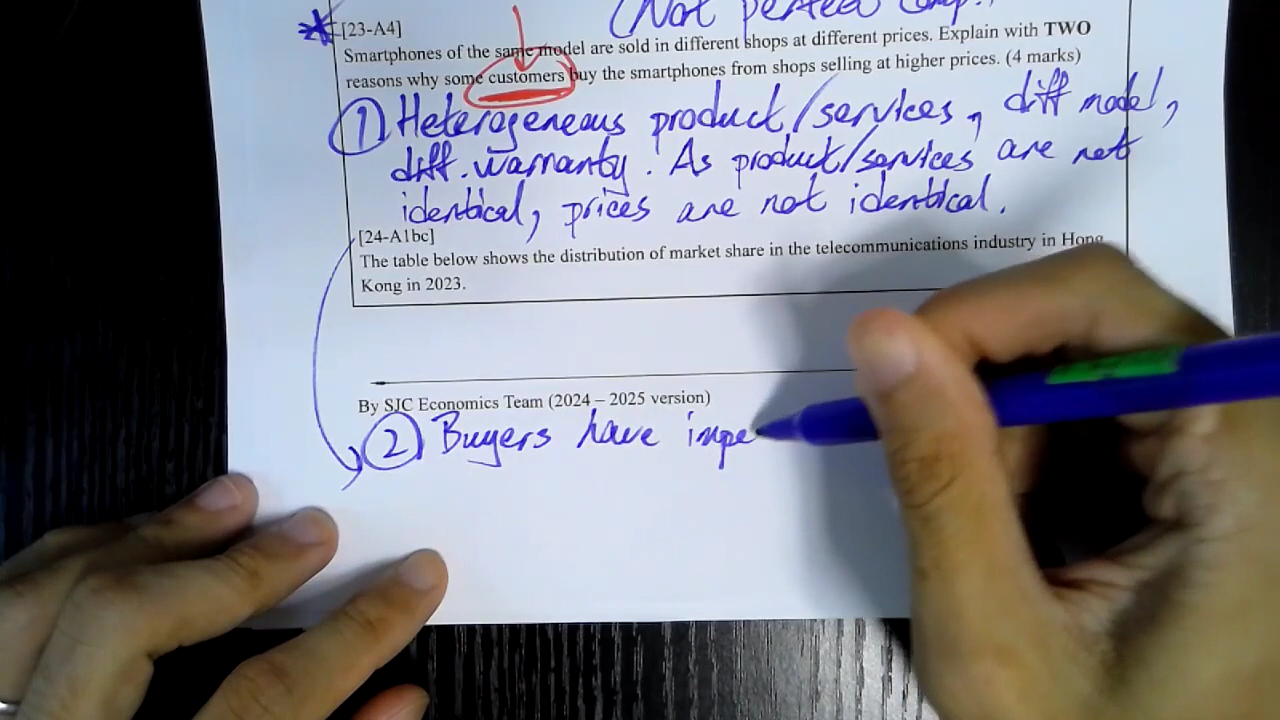 (Not perfect comp.)
[23-A4]
Smartphones of the same model are sold in different shops at different prices. Explain with TWO
reasons why some customers buy the smartphones from shops selling at higher prices. (4 marks)
① Heterogeneous product/services, diff model,
diff. warranty. As product/services are not
identical, prices are not identical.
[24-A1bc]
The table below shows the distribution of market share in the telecommunications industry in Hong
Kong in 2023.
By SJC Economics Team (2024 – 2025 version)
② Buyers have impe